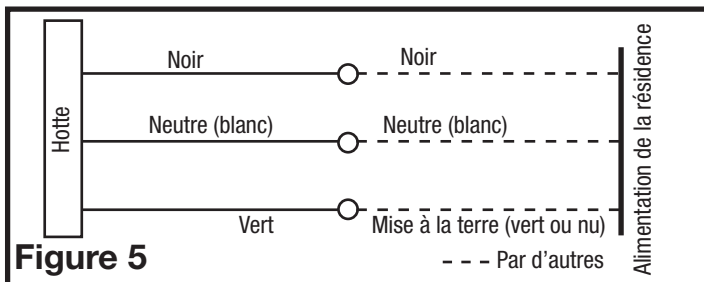 Hotte
Noir
Noir
Neutre (blanc)
Neutre (blanc)
Vert
Mise à la terre (vert ou nu)
Alimentation de la résidence
Figure 5
Par d'autres